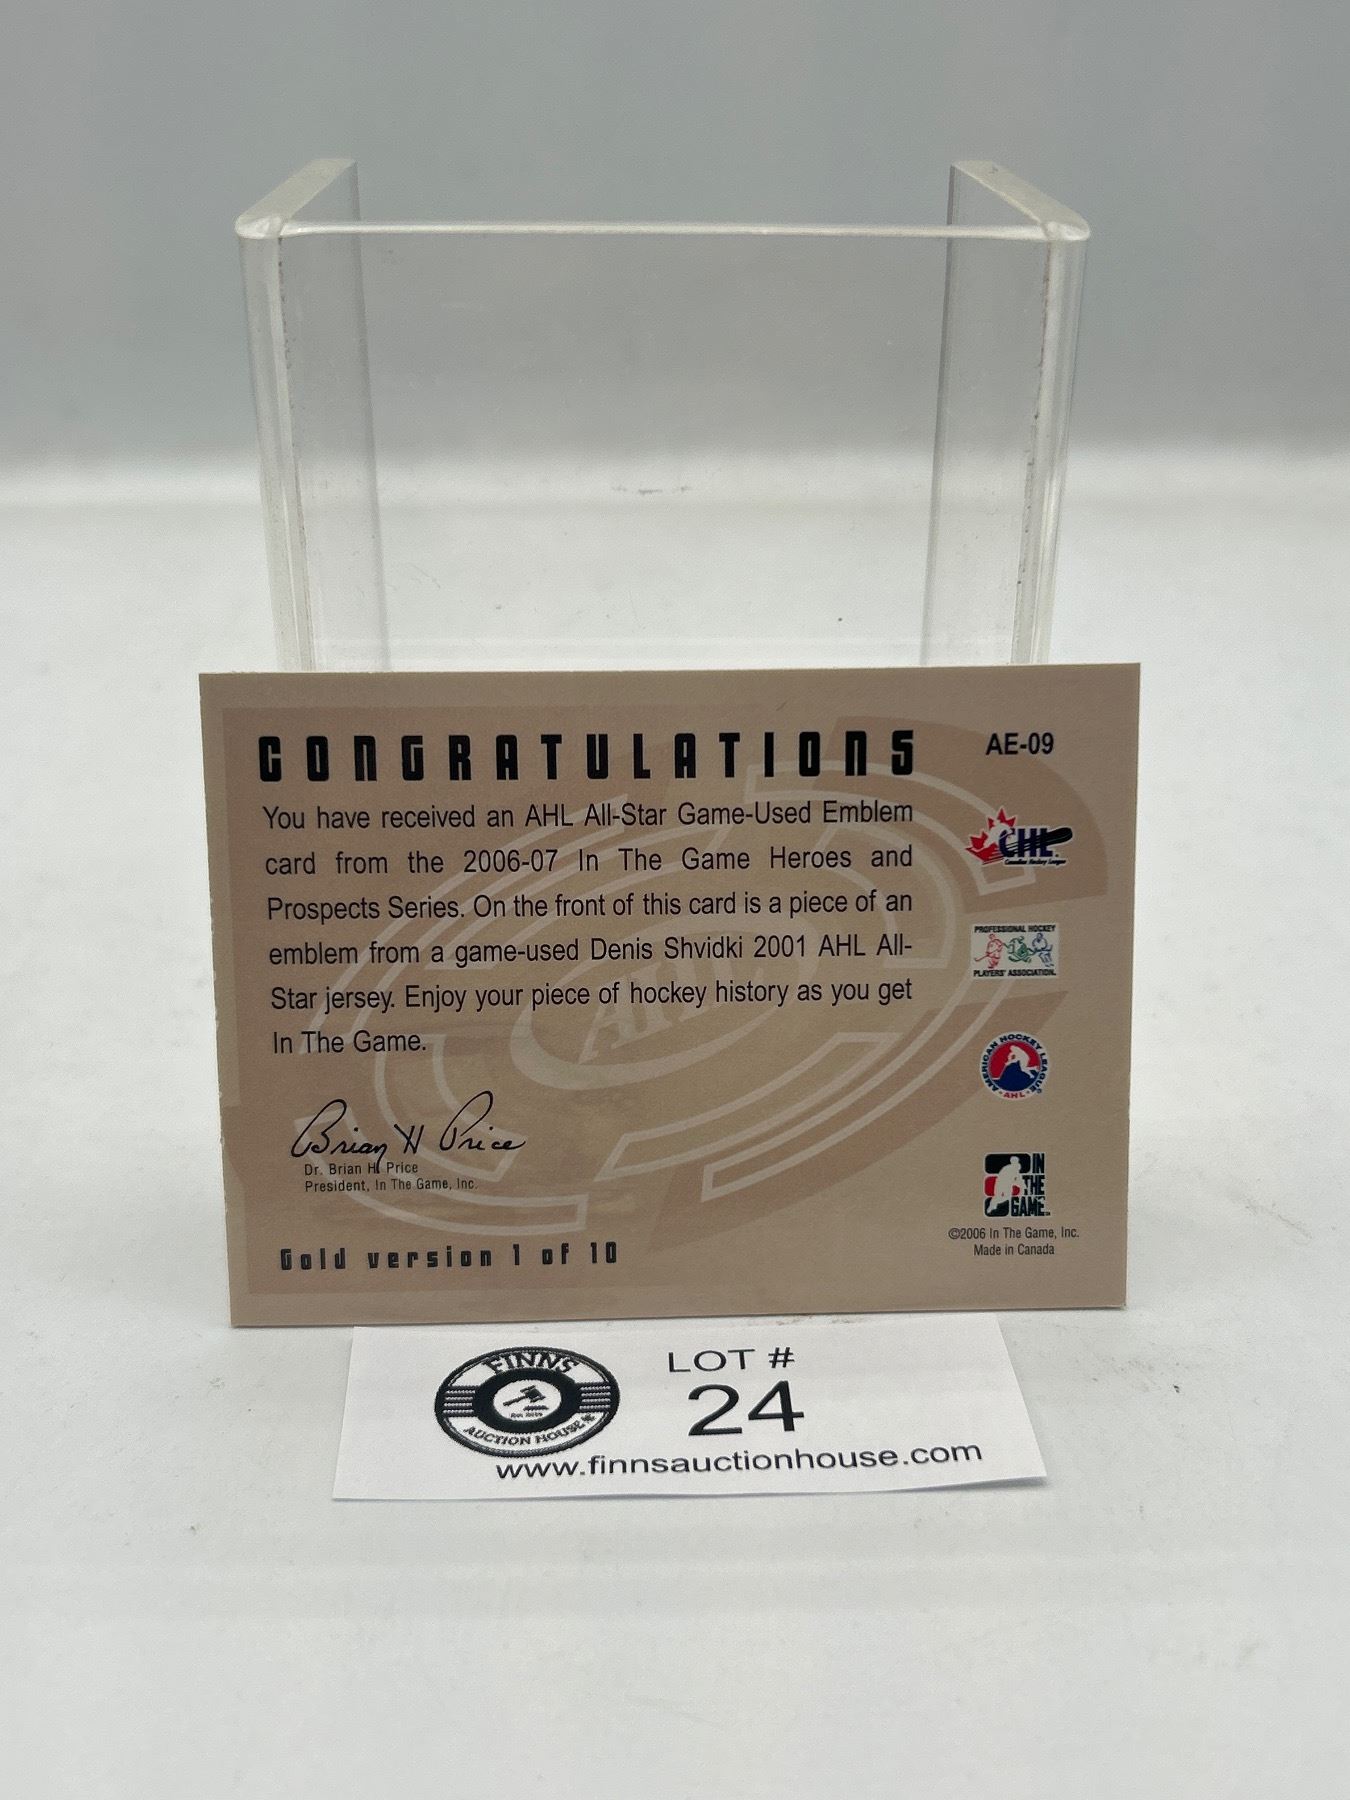 CONGRATULATIONS
AE-09
You have received an AHL All-Star Game-Used Emblem
card from the 2006-07 In The Game Heroes and
Prospects Series. On the front of this card is a piece of an
emblem from a game-used Denis Shvidki 2001 AHL All-
Star jersey. Enjoy your piece of hockey history as you get
In The Game.
Brian H Price
Dr. Brian H. Price
President, In The Game, Inc.
Gold version 1 of 10
CHL
Canadian Hockey League
PROFESSIONAL HOCKEY
PLAYERS' ASSOCIATION
AMERICAN HOCKEY LEAGUE
AHL
IN
THE
GAME
©2006 In The Game, Inc.
Made in Canada
AHL
FINNS
AUCTION HOUSE
LOT #
24
www.finnsauctionhouse.com